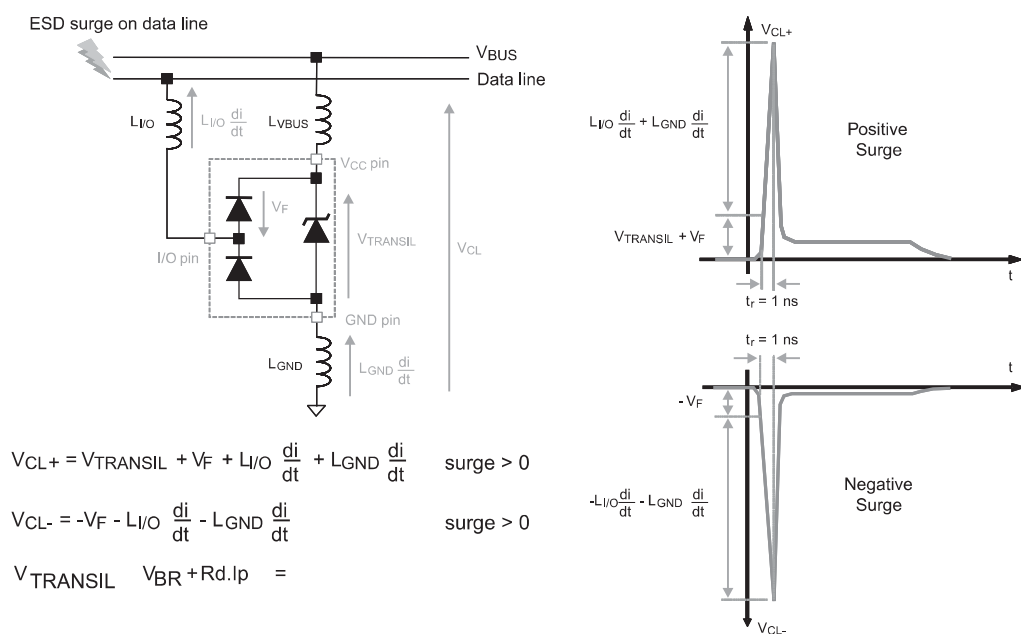 ESD surge on data line
VBUS
Data line
LI/O
LI/O di/dt
LVBUS
VCC pin
VF
VTRANSIL
VCL
I/O pin
GND pin
LGND
LGND di/dt
VCL+ = VTRANSIL + VF + LI/O di/dt + LGND di/dt surge > 0
VCL- = -VF - LI/O di/dt - LGND di/dt surge > 0
VTRANSIL VBR + Rd.Ip =
VCL+
LI/O di/dt + LGND di/dt
Positive
Surge
VTRANSIL + VF
t
tr = 1 ns
tr = 1 ns
t
- VF
-LI/O di/dt - LGND di/dt
Negative
Surge
VCL-